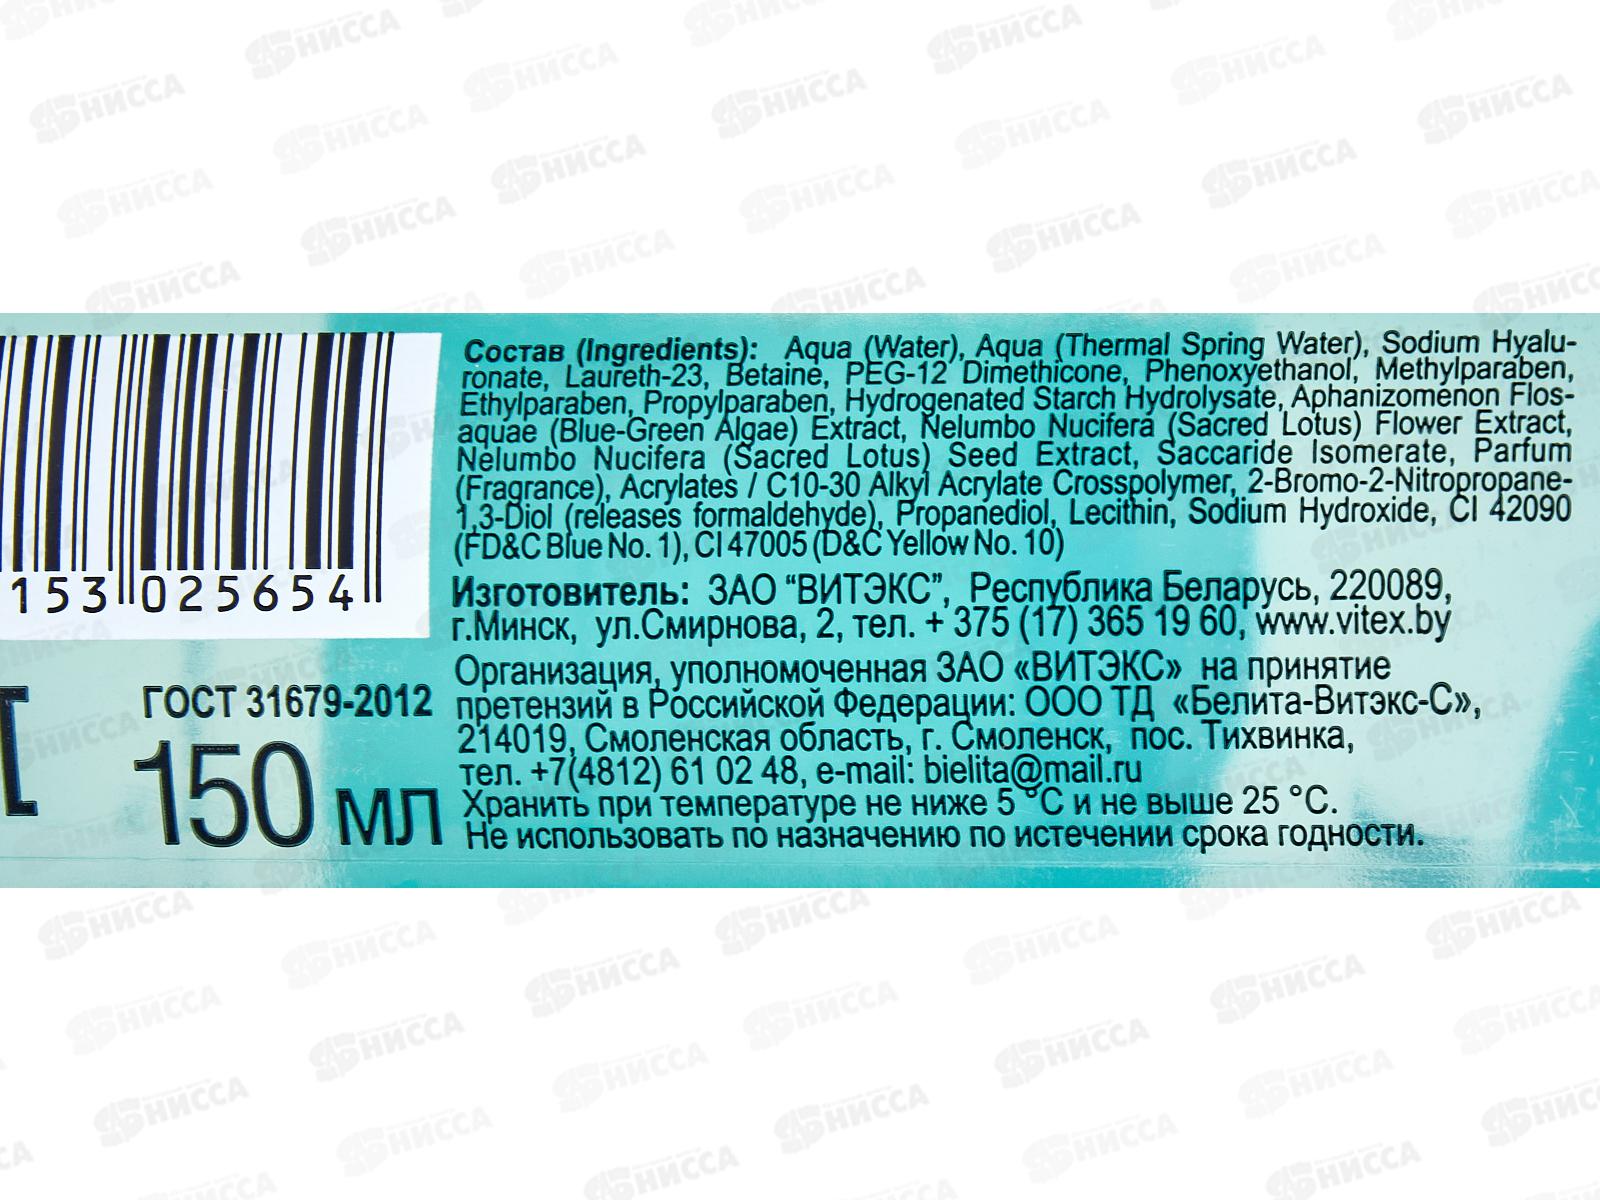 Состав (Ingredients): Aqua (Water), Aqua (Thermal Spring Water), Sodium Hyalu-
ronate, Laureth-23, Betaine, PEG-12 Dimethicone, Phenoxyethanol, Methylparaben,
Ethylparaben, Propylparaben, Hydrogenated Starch Hydrolysate, Aphanizomenon Flos-
aquae (Blue-Green Algae) Extract, Nelumbo Nucifera (Sacred Lotus) Flower Extract,
Nelumbo Nucifera (Sacred Lotus) Seed Extract, Saccaride Isomerate, Parfum
(Fragrance), Acrylates / C10-30 Alkyl Acrylate Crosspolymer, 2-Bromo-2-Nitropropane-
1,3-Diol (releases formaldehyde), Propanediol, Lecithin, Sodium Hydroxide, CI 42090
(FD&C Blue No. 1), CI 47005 (D&C Yellow No. 10)
153 025654
Изготовитель: ЗАО “ВИТЭКС”, Республика Беларусь, 220089,
г.Минск, ул.Смирнова, 2, тел. + 375 (17) 365 19 60, www.vitex.by
Организация, уполномоченная ЗАО «ВИТЭКС» на принятие
претензий в Российской Федерации: ООО ТД «Белита-Витэкс-С»,
214019, Смоленская область, г. Смоленск, пос. Тихвинка,
тел. +7(4812) 61 02 48, e-mail: bielita@mail.ru
Хранить при температуре не ниже 5 °С и не выше 25 °С.
Не использовать по назначению по истечении срока годности.
ГОСТ 31679-2012
150 мл
НИССА